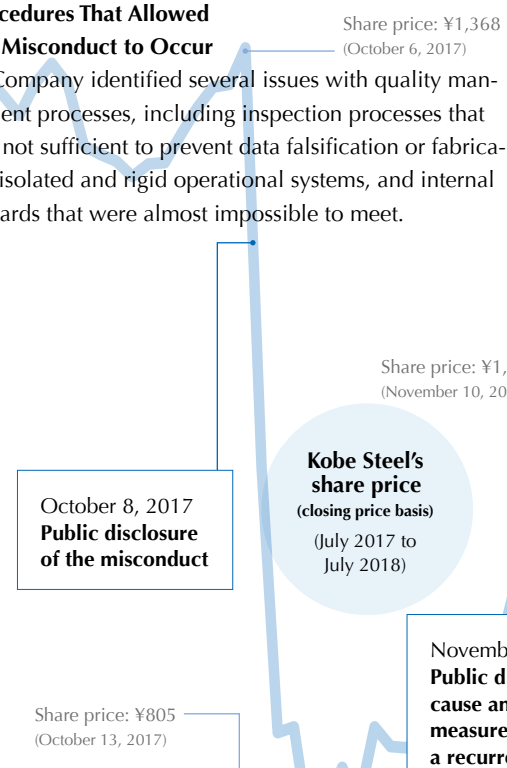 cedures That Allowed
Misconduct to Occur
Company identified several issues with quality man-
ent processes, including inspection processes that
not sufficient to prevent data falsification or fabrica-
isolated and rigid operational systems, and internal
ards that were almost impossible to meet.
Share price: ¥1,368
(October 6, 2017)
Share price: ¥1,
(November 10, 20
Kobe Steel's
share price
(closing price basis)
(July 2017 to
July 2018)
October 8, 2017
Public disclosure
of the misconduct
Novemb
Public d
cause an
measure
a recurr
Share price: ¥805
(October 13, 2017)